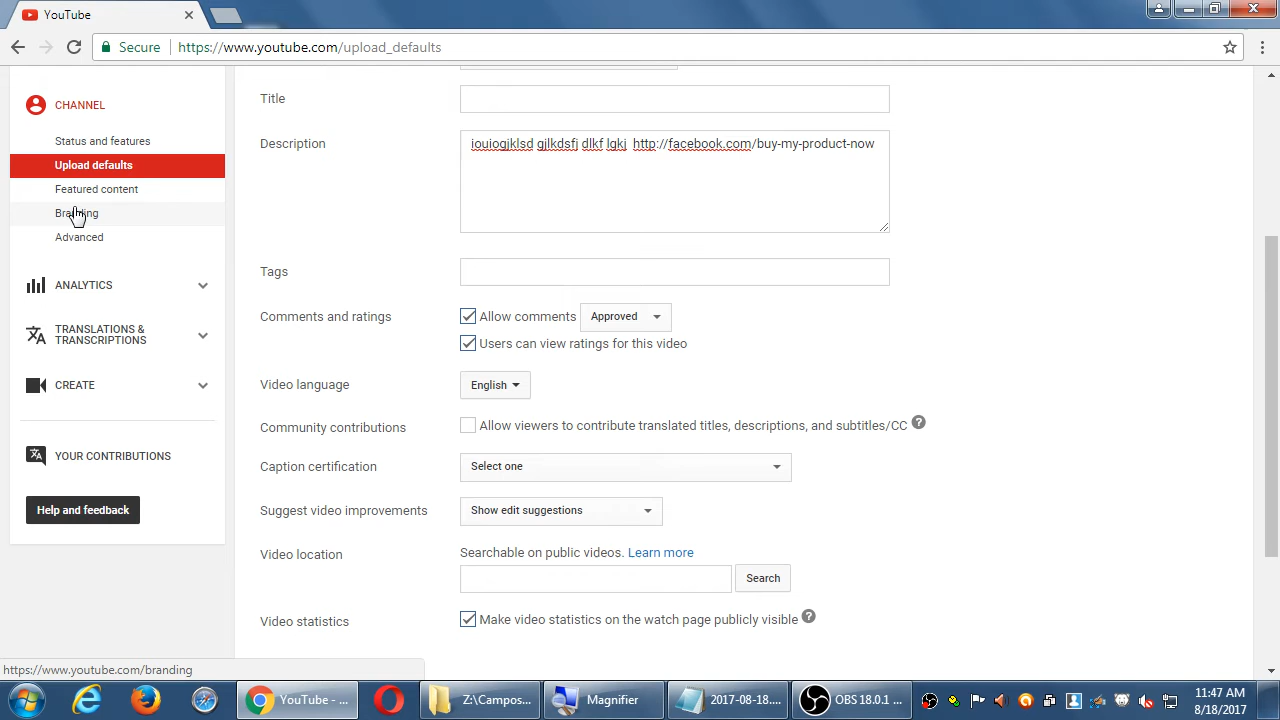 YouTube
Secure https://www.youtube.com/upload_defaults
CHANNEL
Status and features
Upload defaults
Featured content
Branding
Advanced
ANALYTICS
TRANSLATIONS &
TRANSCRIPTIONS
CREATE
YOUR CONTRIBUTIONS
Help and feedback
Title
Description
iouiogjklsd gjlkdsfj dlkf lgkj http://facebook.com/buy-my-product-now
Tags
Comments and ratings
Allow comments Approved
Users can view ratings for this video
Video language English
Community contributions Allow viewers to contribute translated titles, descriptions, and subtitles/CC ?
Caption certification Select one
Suggest video improvements Show edit suggestions
Video location Searchable on public videos. Learn more
Search
Video statistics Make video statistics on the watch page publicly visible ?
https://www.youtube.com/branding
YouTube - ...
Z:\Campos...
Magnifier
2017-08-18....
OBS 18.0.1 ...
11:47 AM
8/18/2017